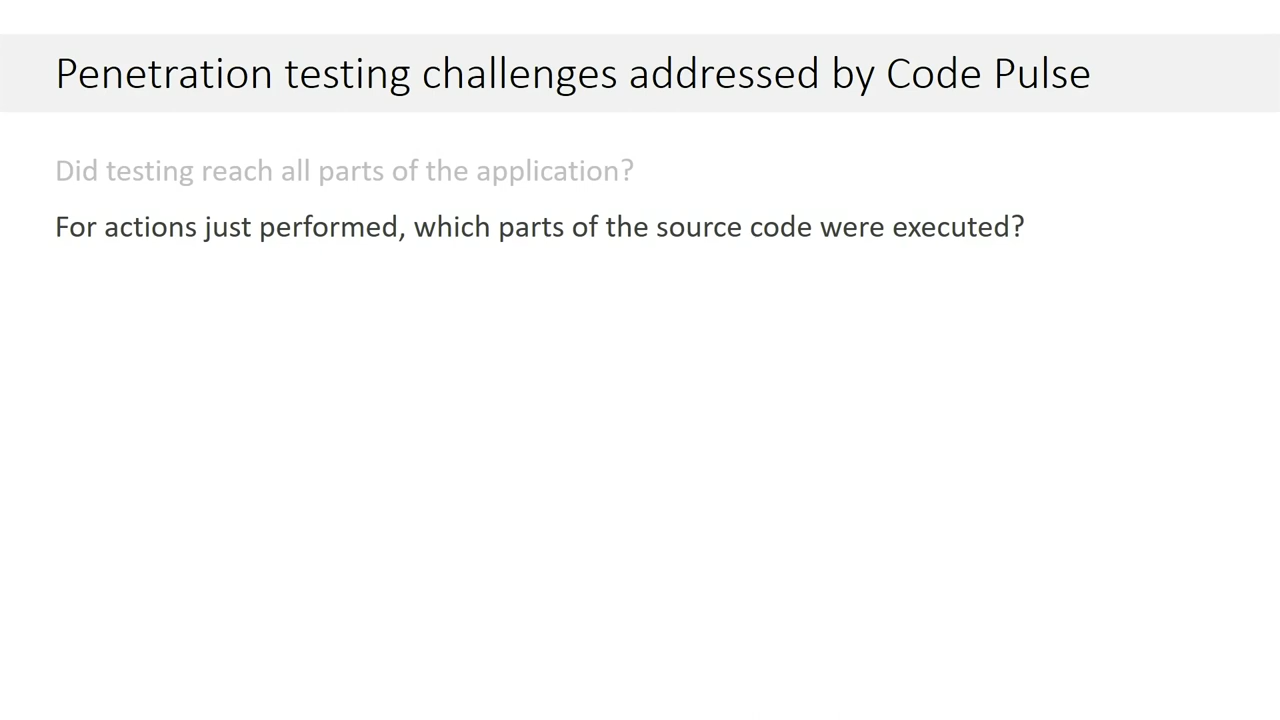 Penetration testing challenges addressed by Code Pulse
Did testing reach all parts of the application?
For actions just performed, which parts of the source code were executed?